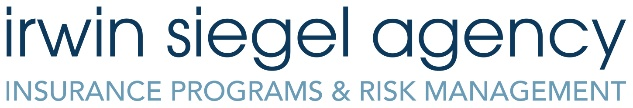 irwin siegel agency
INSURANCE PROGRAMS & RISK MANAGEMENT